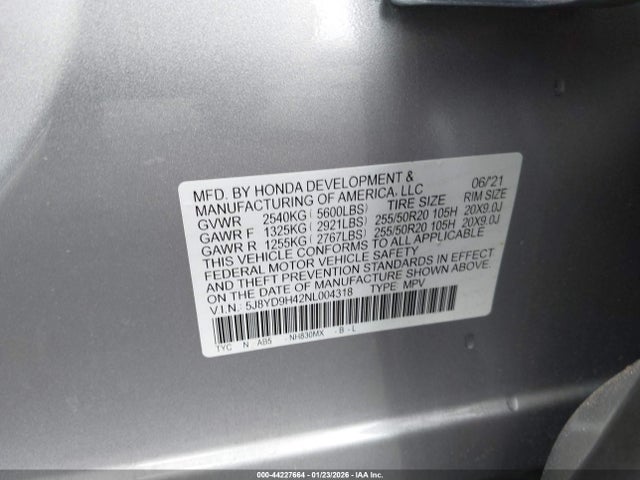 MFD. BY HONDA DEVELOPMENT & 06/'21
MANUFACTURING OF AMERICA, LLC
TIRE SIZE RIM SIZE
GVWR 2540KG (5600LBS)
GAWR F 1325KG (2921LBS) 255/50R20 105H 20X9.0J
GAWR R 1255KG (2767LBS) 255/50R20 105H 20X9.0J
THIS VEHICLE CONFORMS TO ALL APPLICABLE
FEDERAL MOTOR VEHICLE SAFETY
AND THEFT PREVENTION STANDARDS IN EFFECT
ON THE DATE OF MANUFACTURE SHOWN ABOVE.
V.I.N.: 5J8YD9H42NL004318 TYPE: MPV
TYC N AB5 - NH830MX - B - L
000-44227664 | 01/23/2026 | IAA Inc.